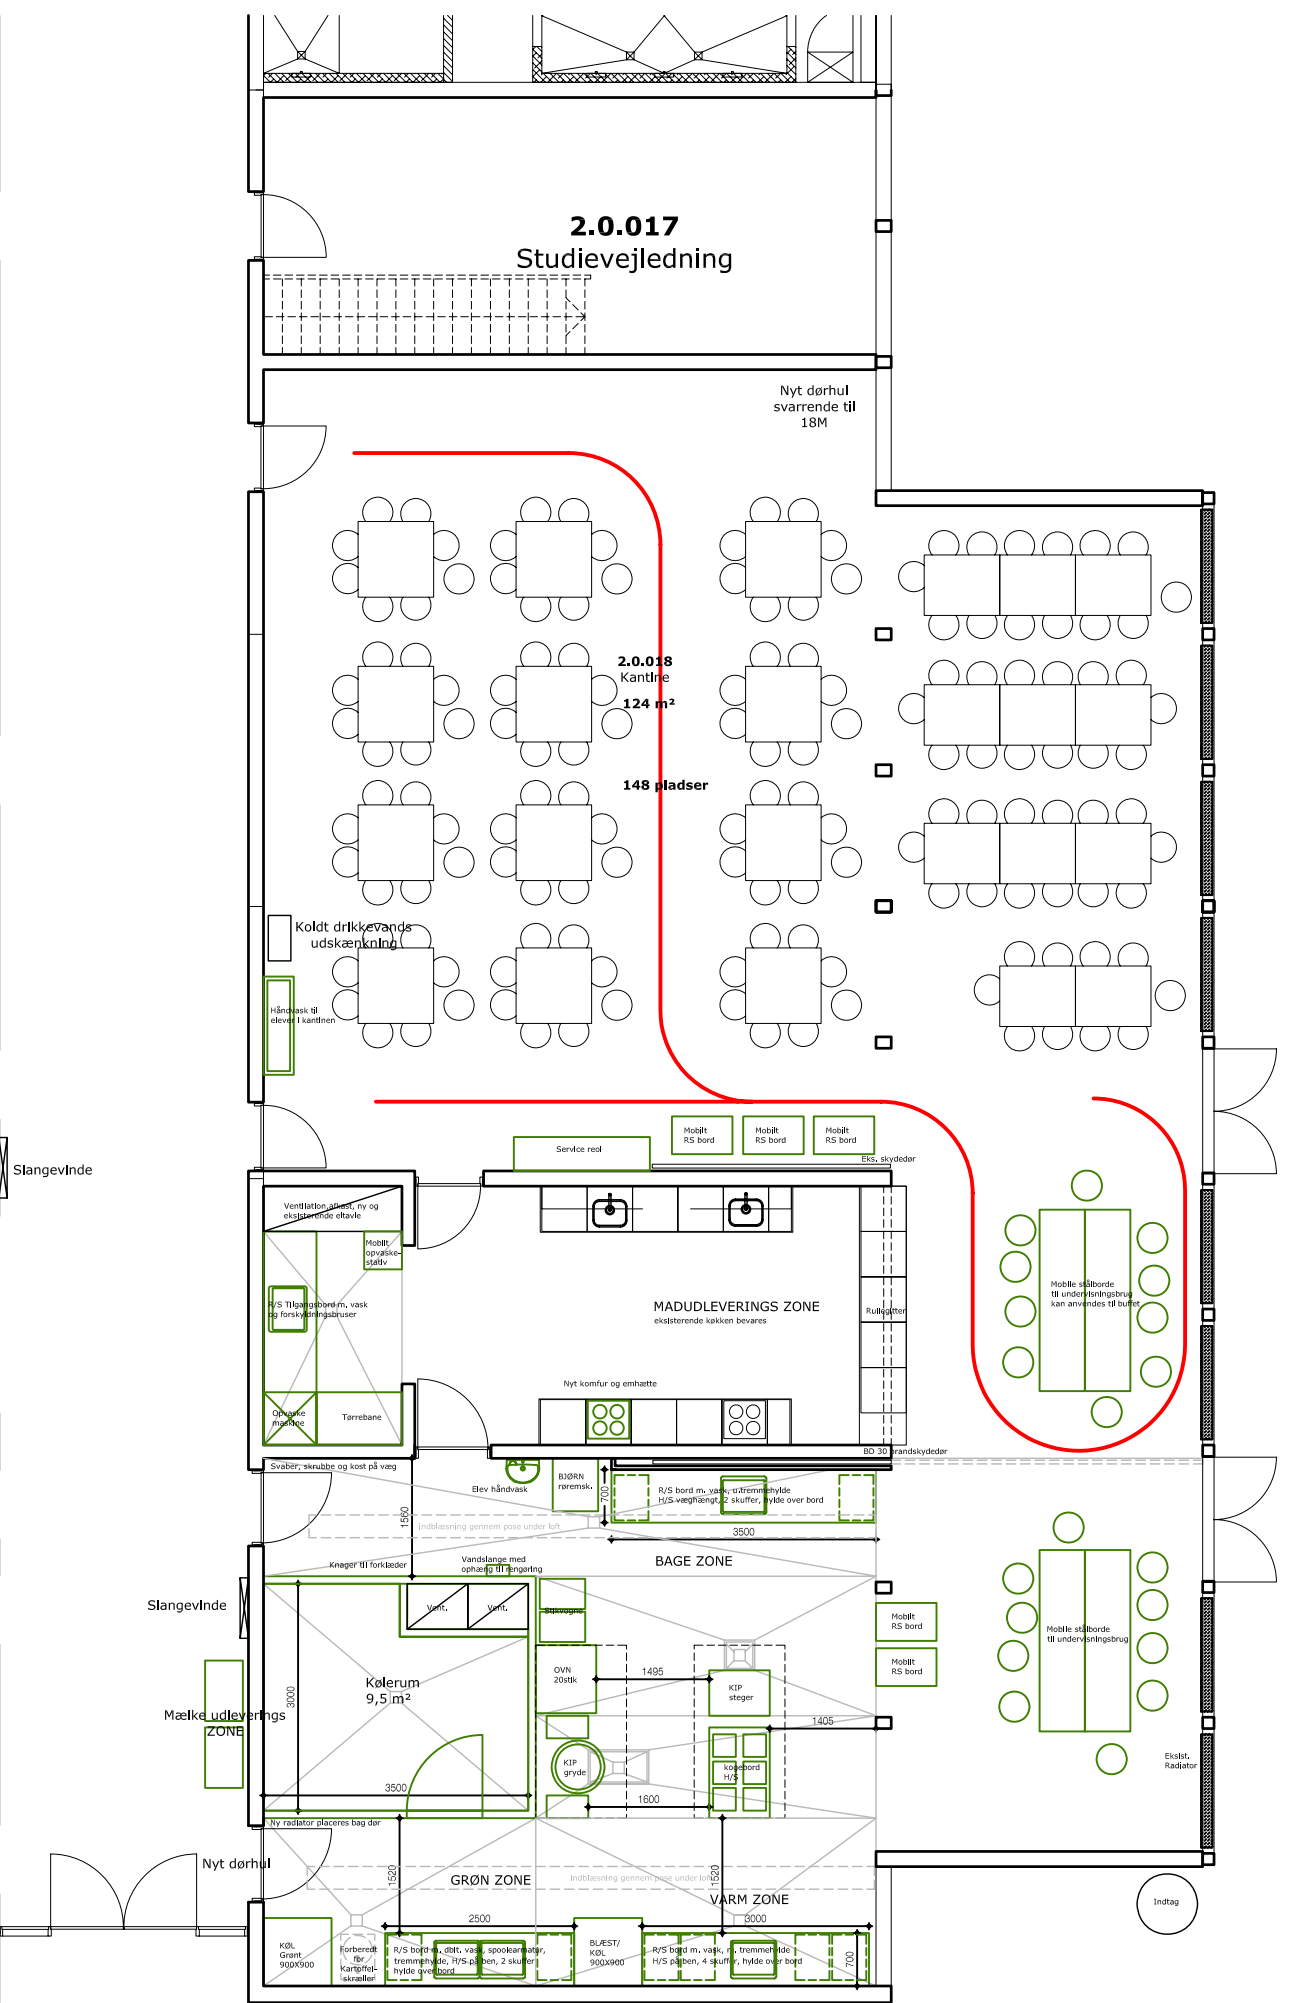 2.0.017
Studievejledning
Nyt dørhul
svarrende til
18M
2.0.018
Kantine
124 m²
148 pladser
Koldt drikkevands
udskænkning
Håndvask til
elever i kantinen
Slangevinde
Service reol
Mobilt
RS bord
Mobilt
RS bord
Mobilt
RS bord
Eks. skydedør
Ventilation,afkast, ny og
eksisterende eltavle
Mobilt
opvaske-
stativ
R/S Tilgangsbord m. vask
og forskyldningsbruser
Opvaske
maskine
Tørrebane
MADUDLEVERINGS ZONE
eksisterende køkken bevares
Rullegitter
Mobile stålborde
til undervisningsbrug
kan anvendes til buffet
Nyt komfur og emhætte
BD 30 brandskydedør
Svaber, skrubbe og kost på væg
Elev håndvask
BJØRN
røremsk.
700
R/S bord m. vask, u.tremmehylde
H/S væghængt, 2 skuffer, hylde over bord
3500
1560
Indblæsning gennem pose under loft
BAGE ZONE
Knager til forklæder
Vandslange med
ophæng til rengøring
Vent.
Vent.
Stikvogne
Slangevinde
Kølerum
9,5 m²
3000
3500
OVN
20stik
1495
KIP
steger
1405
Mobilt
RS bord
Mobilt
RS bord
Mobile stålborde
til undervisningsbrug
Mælke udleverings
ZONE
KIP
gryde
kogebord
H/S
1600
Eksist.
Radiator
Ny radiator placeres bag dør
Nyt dørhul
1520
1520
GRØN ZONE
Indblæsning gennem pose under loft
VARM ZONE
Indtag
2500
3000
KØL
Grønt
900X900
Forberedt
for
Kartoffel-
skræller
R/S bord m. dblt. vask, spoolearmatur,
tremmehylde, H/S på ben, 2 skuffer
hylde over bord
BLÆST/
KØL
900X900
R/S bord m. vask, m. tremmehylde
H/S på ben, 4 skuffer, hylde over bord
700